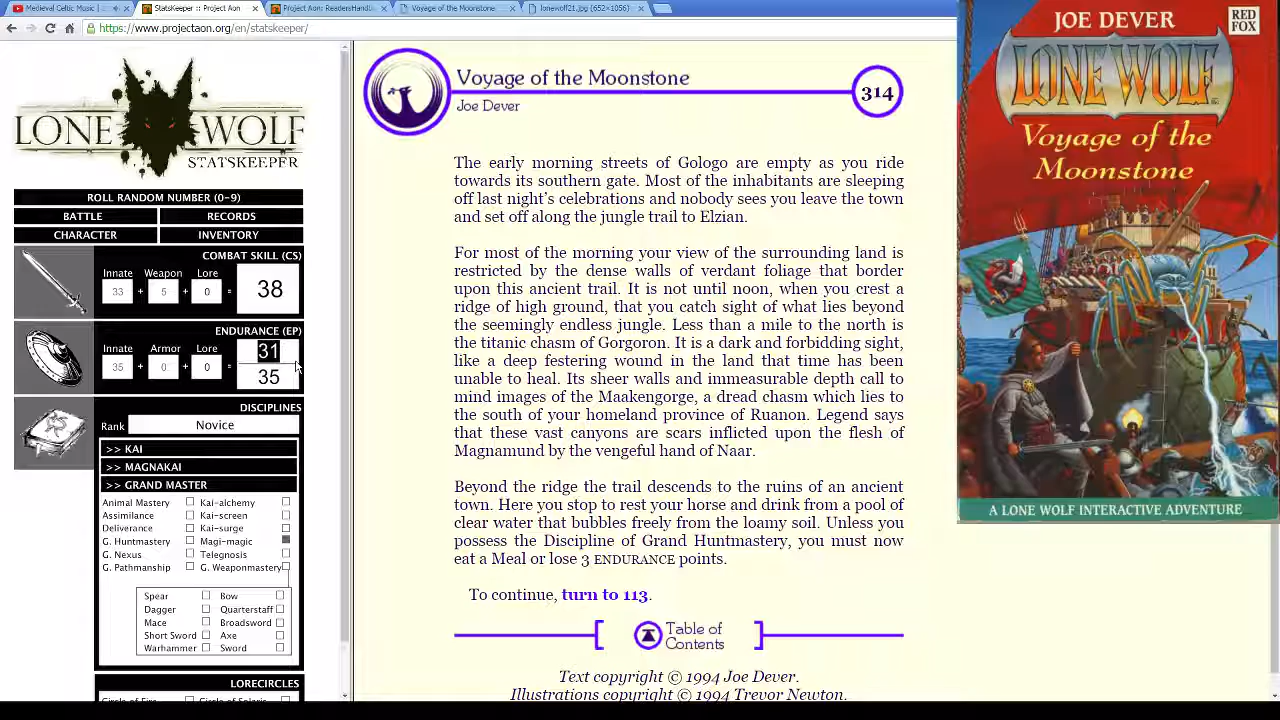 Medieval Celtic Music |
StatsKeeper :: Project Aon
Project Aon: ReadersHandb
Voyage of the Moonstone:
lonewolf21.jpg (652×1056)
https://www.projectaon.org/en/statskeeper/
LONE WOLF
STATSKEEPER
ROLL RANDOM NUMBER (0-9)
BATTLE RECORDS
CHARACTER INVENTORY
COMBAT SKILL (CS)
Innate Weapon Lore
33 + 5 + 0 = 38
ENDURANCE (EP)
Innate Armor Lore
31
35 + 0 + 0 =
35
DISCIPLINES
Rank Novice
>> KAI
>> MAGNAKAI
>> GRAND MASTER
Animal Mastery Kai-alchemy
Assimilance Kai-screen
Deliverance Kai-surge
G. Huntmastery Magi-magic
G. Nexus Telegnosis
G. Pathmanship G. Weaponmastery
Spear Bow
Dagger Quarterstaff
Mace Broadsword
Short Sword Axe
Warhammer Sword
LORECIRCLES
Voyage of the Moonstone
Joe Dever
314
The early morning streets of Gologo are empty as you ride
towards its southern gate. Most of the inhabitants are sleeping
off last night's celebrations and nobody sees you leave the town
and set off along the jungle trail to Elzian.
For most of the morning your view of the surrounding land is
restricted by the dense walls of verdant foliage that border
upon this ancient trail. It is not until noon, when you crest a
ridge of high ground, that you catch sight of what lies beyond
the seemingly endless jungle. Less than a mile to the north is
the titanic chasm of Gorgoron. It is a dark and forbidding sight,
like a deep festering wound in the land that time has been
unable to heal. Its sheer walls and immeasurable depth call to
mind images of the Maakengorge, a dread chasm which lies to
the south of your homeland province of Ruanon. Legend says
that these vast canyons are scars inflicted upon the flesh of
Magnamund by the vengeful hand of Naar.
Beyond the ridge the trail descends to the ruins of an ancient
town. Here you stop to rest your horse and drink from a pool of
clear water that bubbles freely from the loamy soil. Unless you
possess the Discipline of Grand Huntmastery, you must now
eat a Meal or lose 3 ENDURANCE points.
To continue, turn to 113.
Table of
Contents
Text copyright © 1994 Joe Dever.
Illustrations copyright © 1994 Trevor Newton.
JOE DEVER
RED
FOX
LONE WOLF
Voyage of the
Moonstone
A LONE WOLF INTERACTIVE ADVENTURE